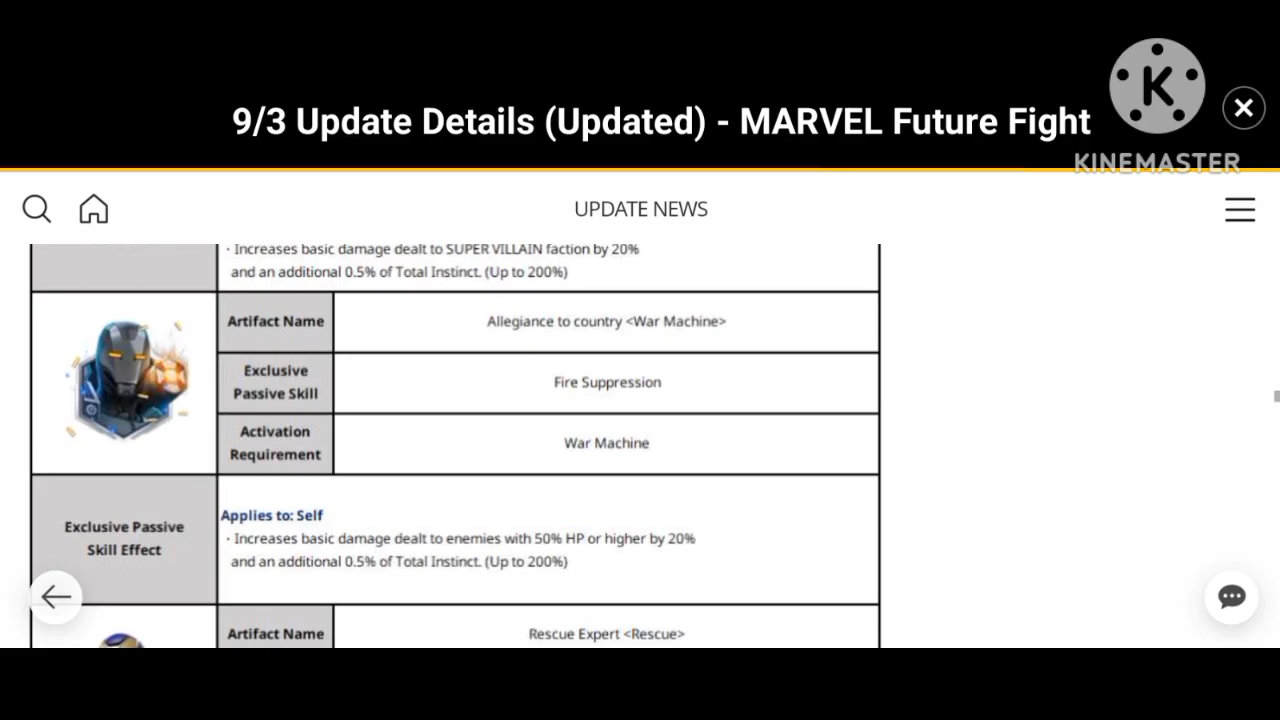 9/3 Update Details (Updated) - MARVEL Future Fight
K
KINEMASTER
UPDATE NEWS
· Increases basic damage dealt to SUPER VILLAIN faction by 20%
and an additional 0.5% of Total Instinct. (Up to 200%)
Artifact Name
Allegiance to country <War Machine>
Exclusive
Passive Skill
Fire Suppression
Activation
Requirement
War Machine
Exclusive Passive
Skill Effect
Applies to: Self
· Increases basic damage dealt to enemies with 50% HP or higher by 20%
and an additional 0.5% of Total Instinct. (Up to 200%)
Artifact Name
Rescue Expert <Rescue>